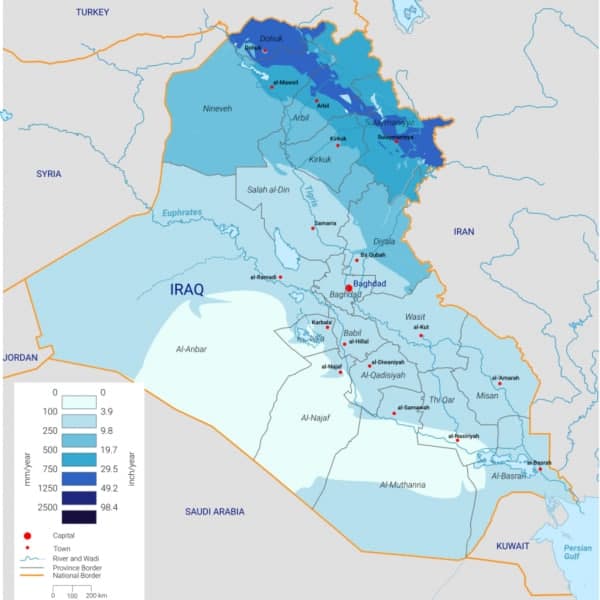 TURKEY
Dohuk
Dohuk
al-Mawsil
Nineveh
Arbil
Arbil
Sulaymaniyya
Kirkuk
Kirkuk
SYRIA
Salah al-Din
Tigris
Euphrates
Samarra
IRAN
Diyala
Ba'Qubah
al-Ramadi
IRAQ
Baghdad
Baghdad
Wasit
Karbala
Babil
al-Kut
al-Hillal
Al-Anbar
JORDAN
al-Najaf
al-Diwaniyah
Al-Qadisiyah
al-'Amarah
Misan
Thi Qar
al-Samawah
Al-Najaf
al-Nasiriyah
al-Basrah
Al-Basrah
Al-Muthanna
SAUDI ARABIA
KUWAIT
Persian
Gulf
0 0
100 3.9
250 9.8
500 19.7
750 29.5
1250 49.2
2500 98.4
mm/year
inch/year
Capital
Town
River and Wadi
Province Border
National Border
0 100 200 km